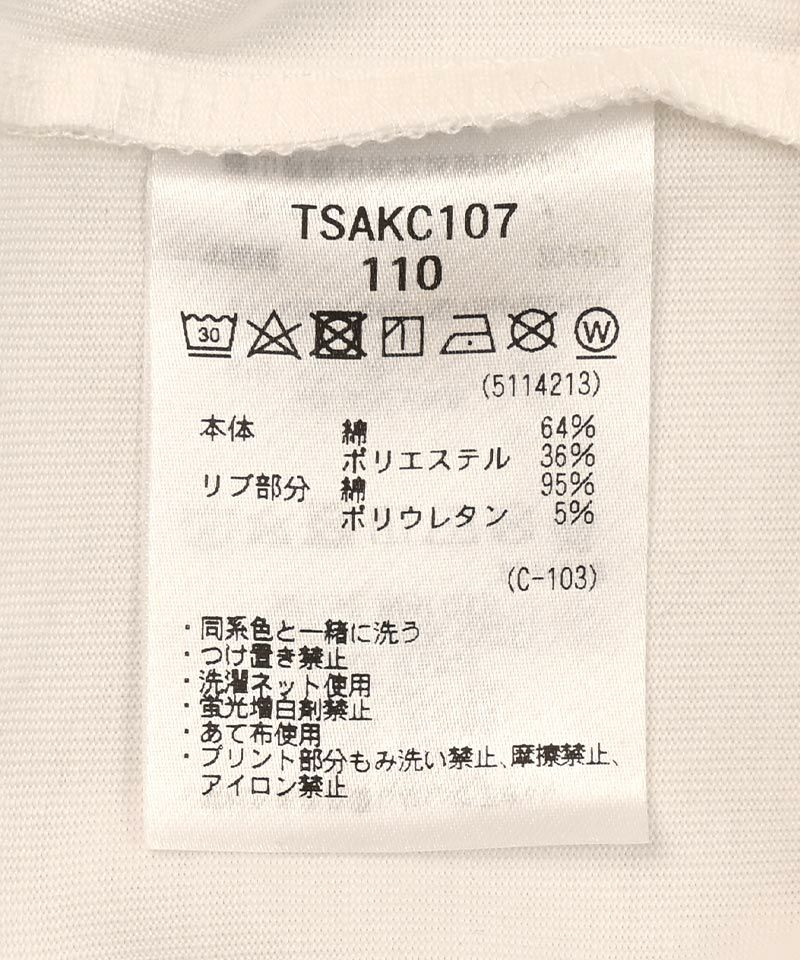 TSAKC107
110
30 W
(5114213)
本体 綿 64%
ポリエステル 36%
リブ部分 綿 95%
ポリウレタン 5%
(C-103)
・同系色と一緒に洗う
・つけ置き禁止
・洗濯ネット使用
・蛍光増白剤禁止
・あて布使用
・プリント部分もみ洗い禁止、摩擦禁止、
アイロン禁止